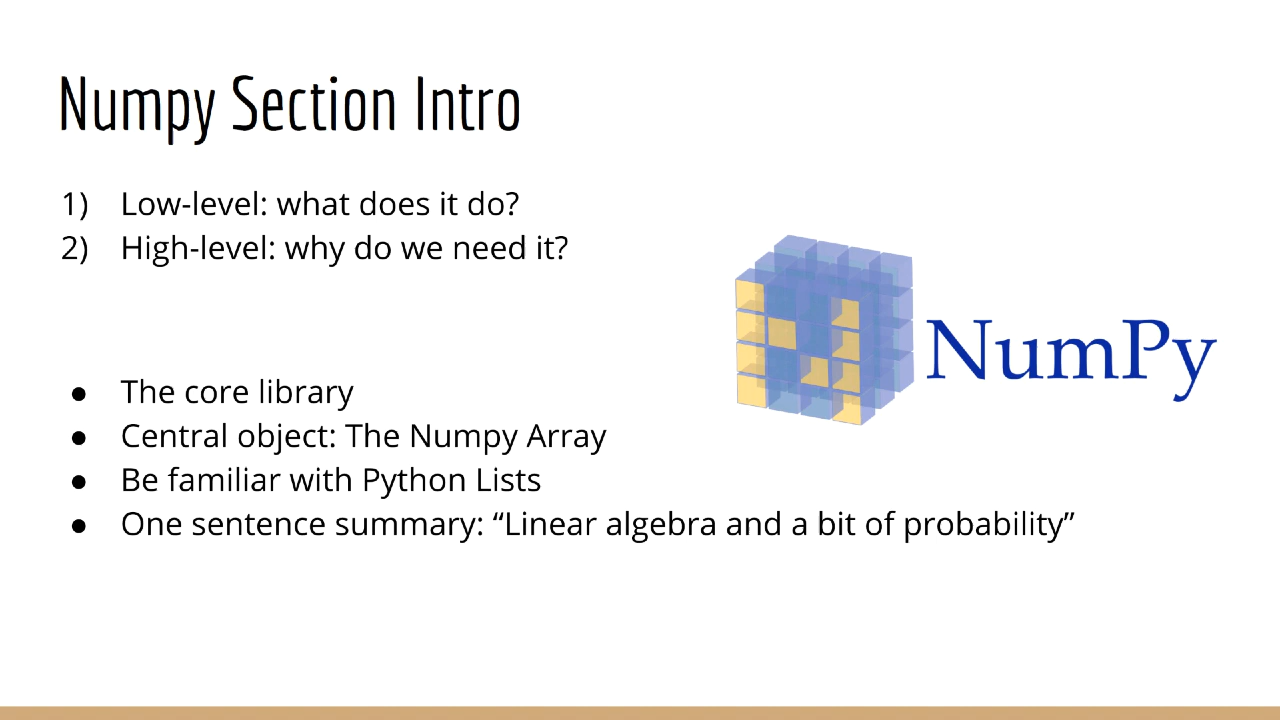 Numpy Section Intro
1) Low-level: what does it do?
2) High-level: why do we need it?
NumPy
● The core library
● Central object: The Numpy Array
● Be familiar with Python Lists
● One sentence summary: “Linear algebra and a bit of probability”